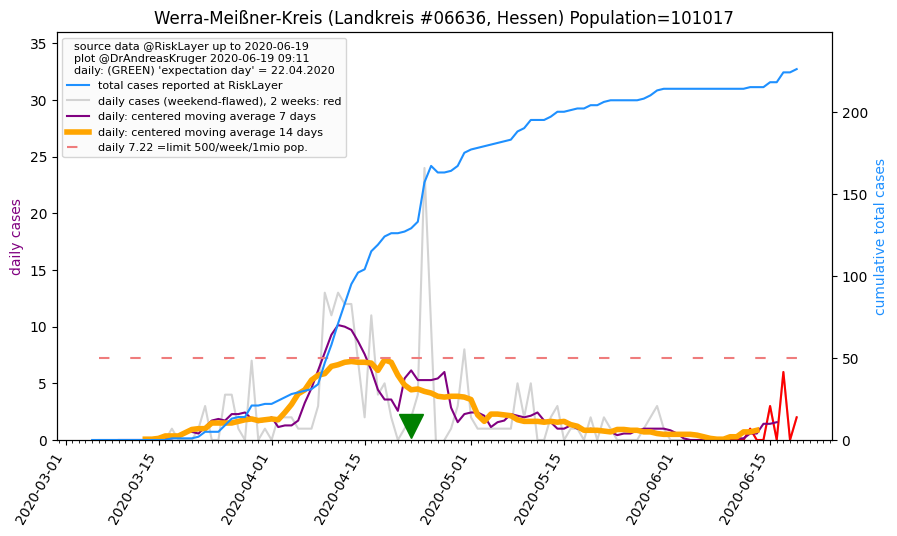 Werra-Meißner-Kreis (Landkreis #06636, Hessen) Population=101017
source data @RiskLayer up to 2020-06-19
plot @DrAndreasKruger 2020-06-19 09:11
daily: (GREEN) 'expectation day' = 22.04.2020
total cases reported at RiskLayer
daily cases (weekend-flawed), 2 weeks: red
daily: centered moving average 7 days
daily: centered moving average 14 days
daily 7.22 =limit 500/week/1mio pop.
daily cases
35
30
25
20
15
10
5
0
cumulative total cases
200
150
100
50
0
2020-03-01
2020-03-15
2020-04-01
2020-04-15
2020-05-01
2020-05-15
2020-06-01
2020-06-15